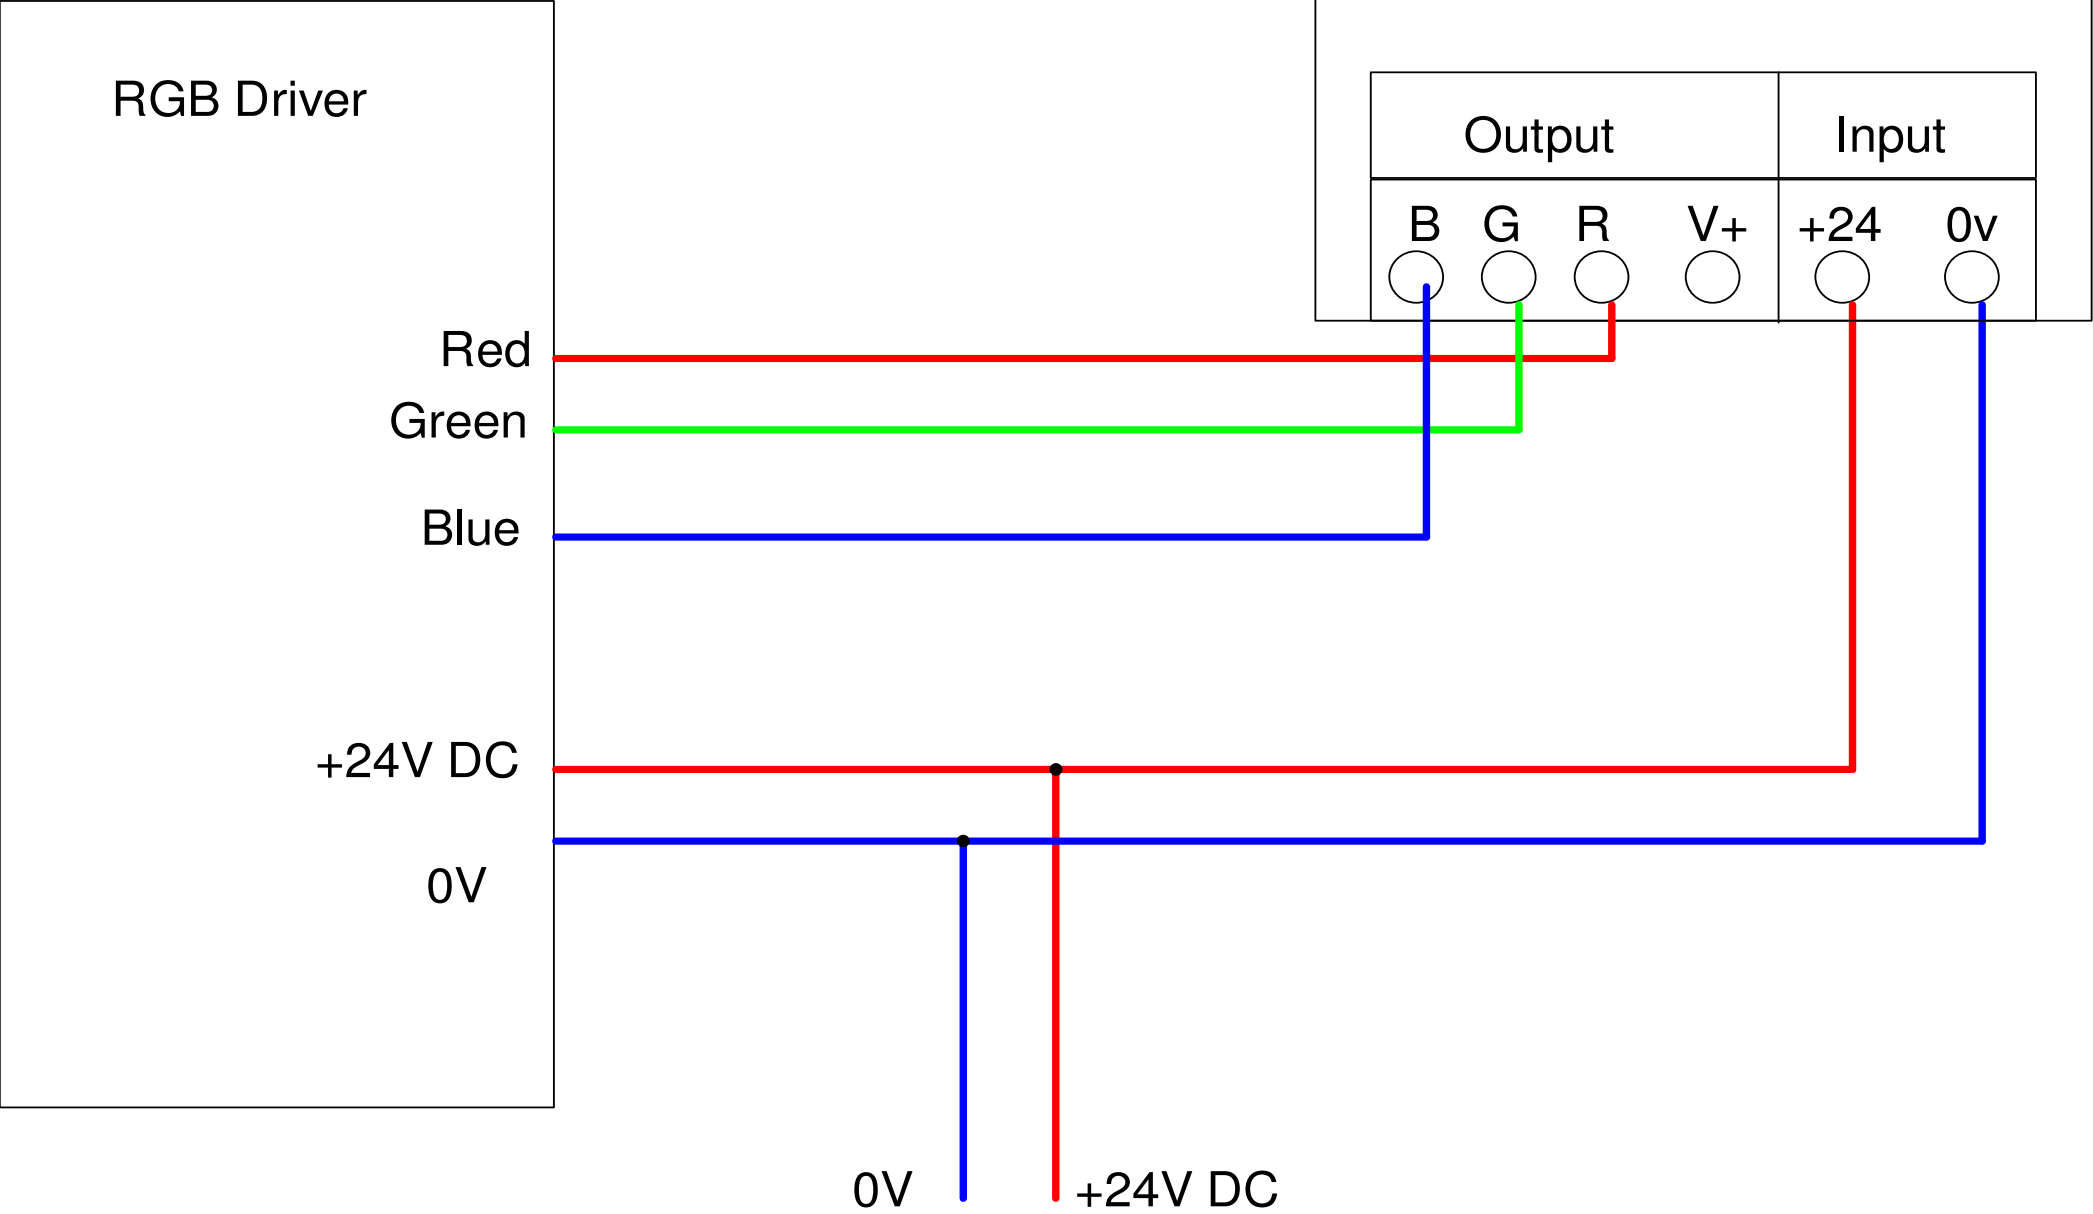 RGB Driver
Output Input
B G R V+ +24 0v
Red
Green
Blue
+24V DC
0V
0V +24V DC